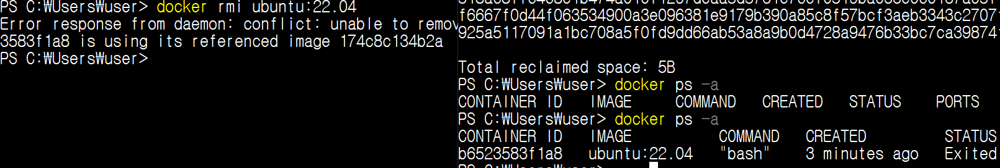 PS C:\Users\user> docker rmi ubuntu:22.04
Error response from daemon: conflict: unable to remov
3583f1a8 is using its referenced image 174c8c134b2a
PS C:\Users\user>
f6667f0d44f063534900a3e096381e9179b390a85c8f57bcf3aeb3343c2707
925a5117091a1bc708a5f0fd9dd66ab53a8a9b0d4728a9476b33bc7ca39874
Total reclaimed space: 5B
PS C:\Users\user> docker ps -a
CONTAINER ID IMAGE COMMAND CREATED STATUS PORTS
PS C:\Users\user> docker ps -a
CONTAINER ID IMAGE COMMAND CREATED STATUS
b6523583f1a8 ubuntu:22.04 "bash" 3 minutes ago Exited